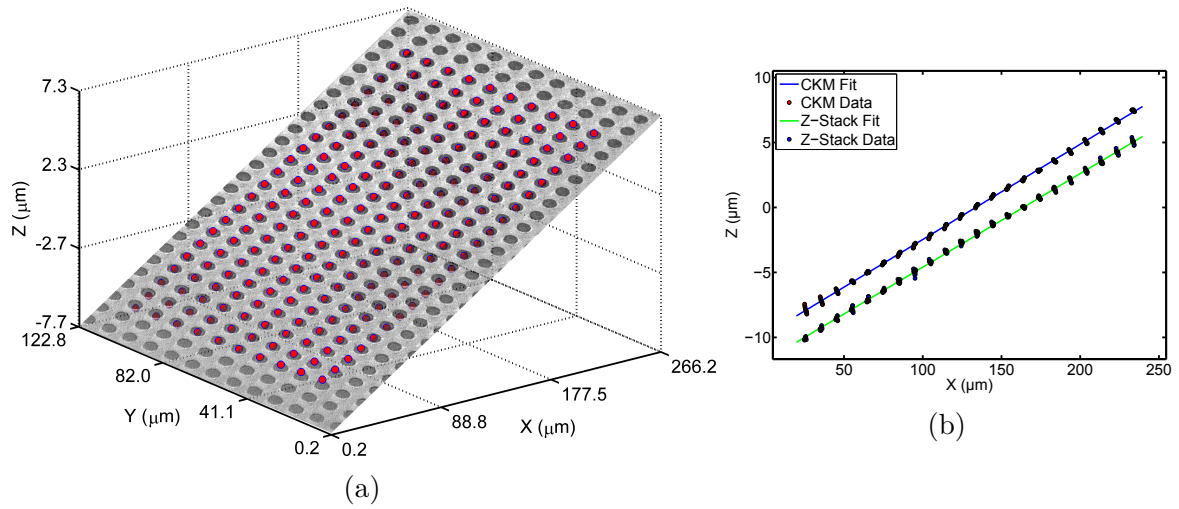 7.3
2.3
-2.7
-7.7
Z (μm)
122.8
82.0
41.1
0.2
Y (μm)
0.2
88.8
177.5
266.2
X (μm)
(a)
10
5
0
−5
−10
Z (μm)
CKM Fit
CKM Data
Z−Stack Fit
Z−Stack Data
50
100
150
200
250
X (μm)
(b)